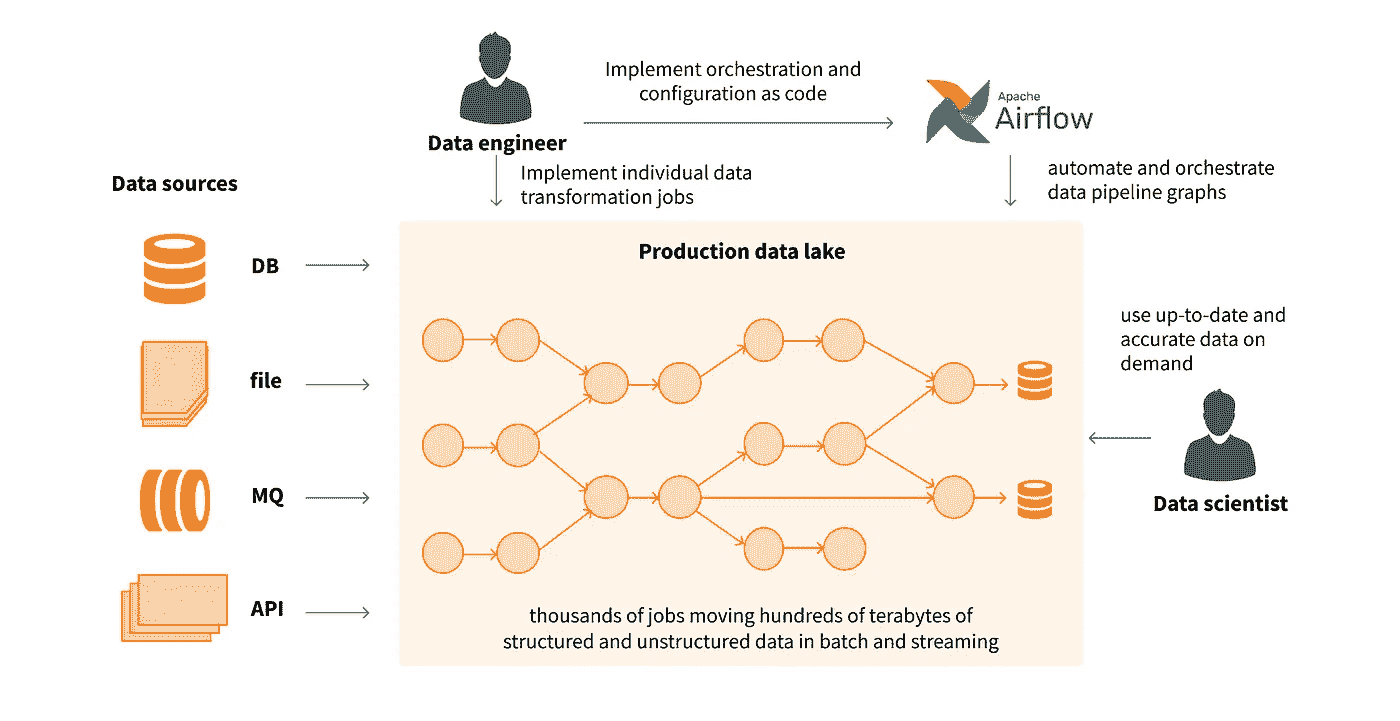 Implement orchestration and
configuration as code
Apache
Airflow
Data engineer
Implement individual data
transformation jobs
automate and orchestrate
data pipeline graphs
Data sources
DB
file
MQ
API
Production data lake
thousands of jobs moving hundreds of terabytes of
structured and unstructured data in batch and streaming
use up-to-date and
accurate data on
demand
Data scientist